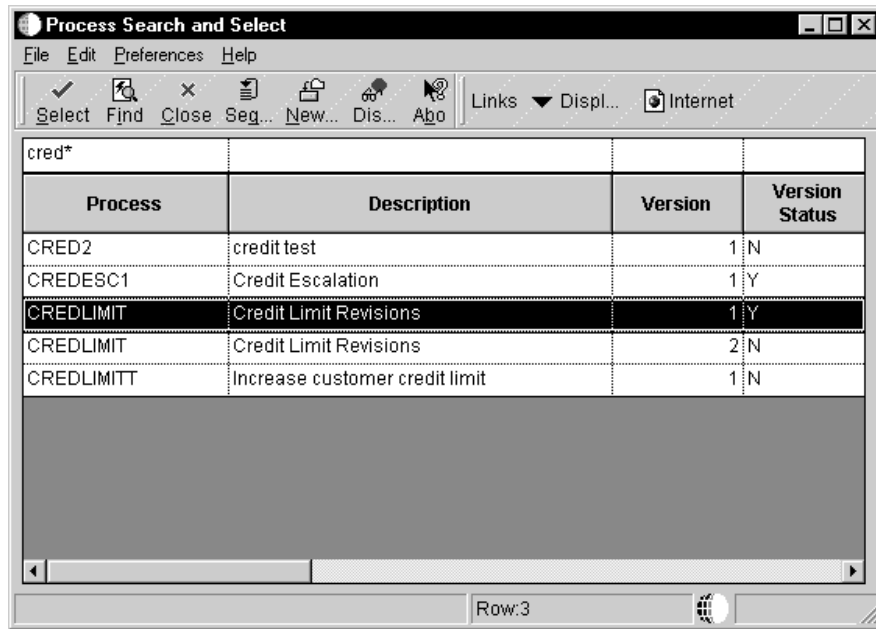 Process Search and Select
File Edit Preferences Help
Select Find Close Seq... New... Dis... Abo Links Displ... Internet
cred*
Process Description Version Version Status
CRED2 credit test 1 N
CREDESC1 Credit Escalation 1 Y
CREDLIMIT Credit Limit Revisions 1 Y
CREDLIMIT Credit Limit Revisions 2 N
CREDLIMITT Increase customer credit limit 1 N
Row:3